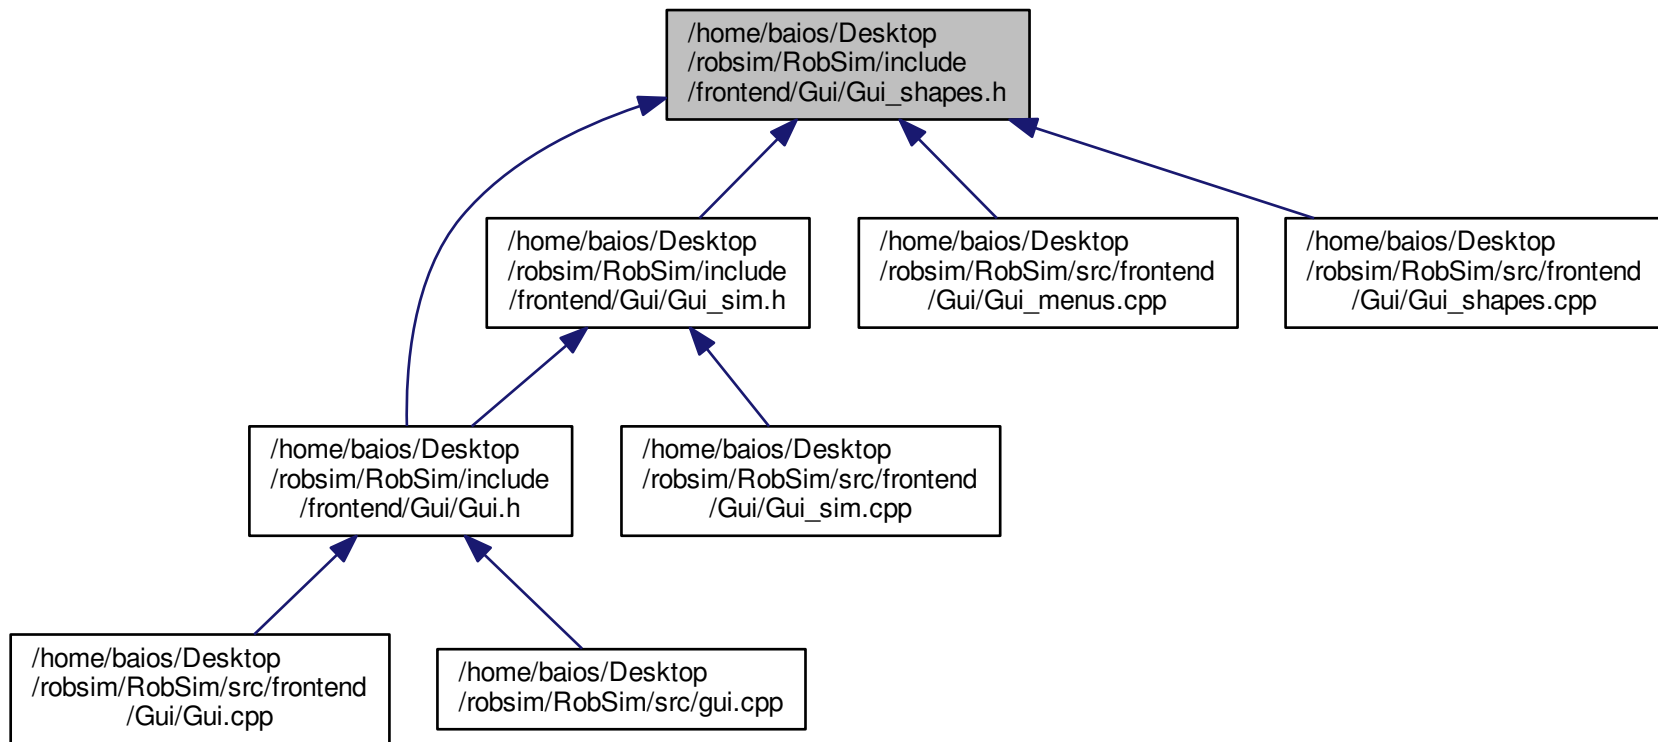 /home/baios/Desktop
/robsim/RobSim/include
/frontend/Gui/Gui_shapes.h
/home/baios/Desktop
/robsim/RobSim/include
/frontend/Gui/Gui_sim.h
/home/baios/Desktop
/robsim/RobSim/src/frontend
/Gui/Gui_menus.cpp
/home/baios/Desktop
/robsim/RobSim/src/frontend
/Gui/Gui_shapes.cpp
/home/baios/Desktop
/robsim/RobSim/include
/frontend/Gui/Gui.h
/home/baios/Desktop
/robsim/RobSim/src/frontend
/Gui/Gui_sim.cpp
/home/baios/Desktop
/robsim/RobSim/src/frontend
/Gui/Gui.cpp
/home/baios/Desktop
/robsim/RobSim/src/gui.cpp